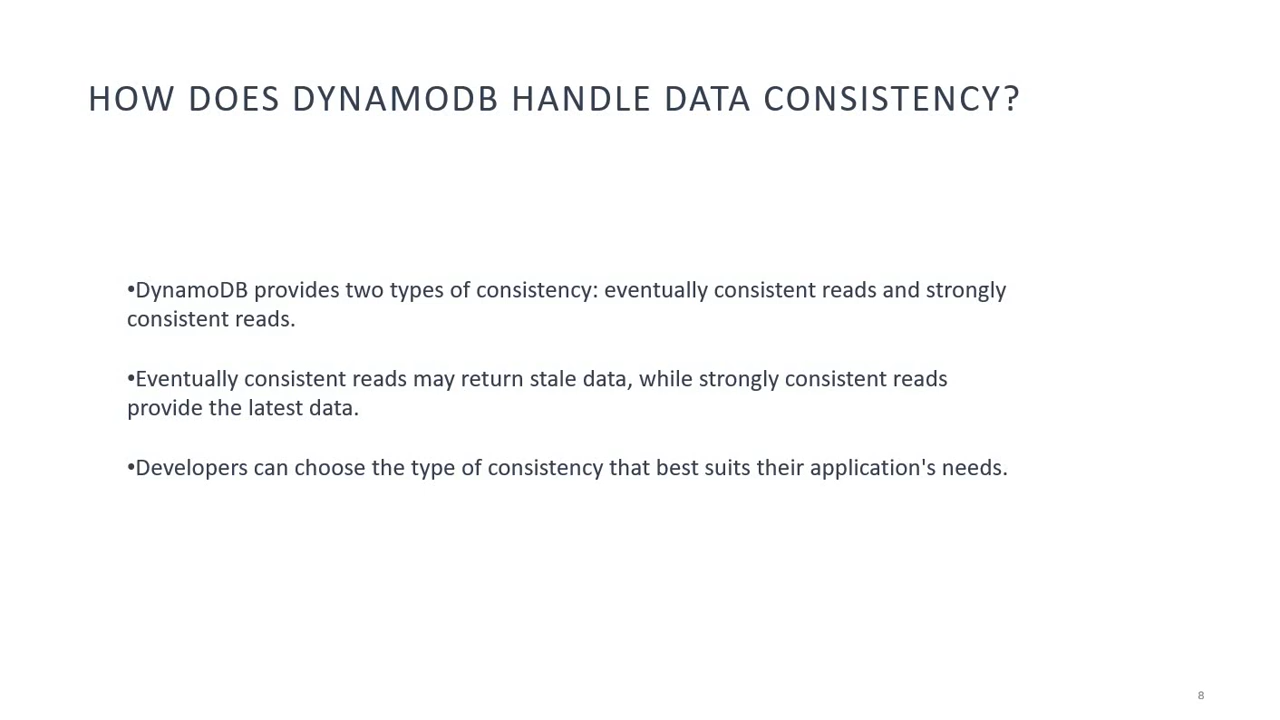 HOW DOES DYNAMODB HANDLE DATA CONSISTENCY?
•DynamoDB provides two types of consistency: eventually consistent reads and strongly
consistent reads.
•Eventually consistent reads may return stale data, while strongly consistent reads
provide the latest data.
•Developers can choose the type of consistency that best suits their application's needs.
8